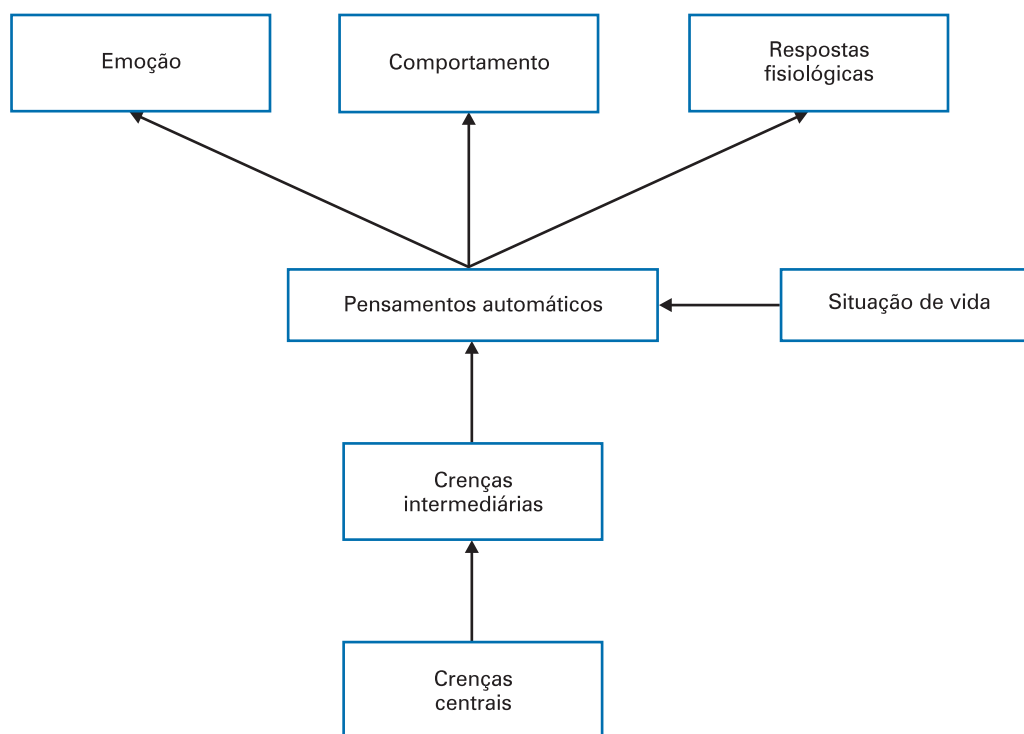 Emoção
Comportamento
Respostas
fisiológicas
Pensamentos automáticos
Situação de vida
Crenças
intermediárias
Crenças
centrais